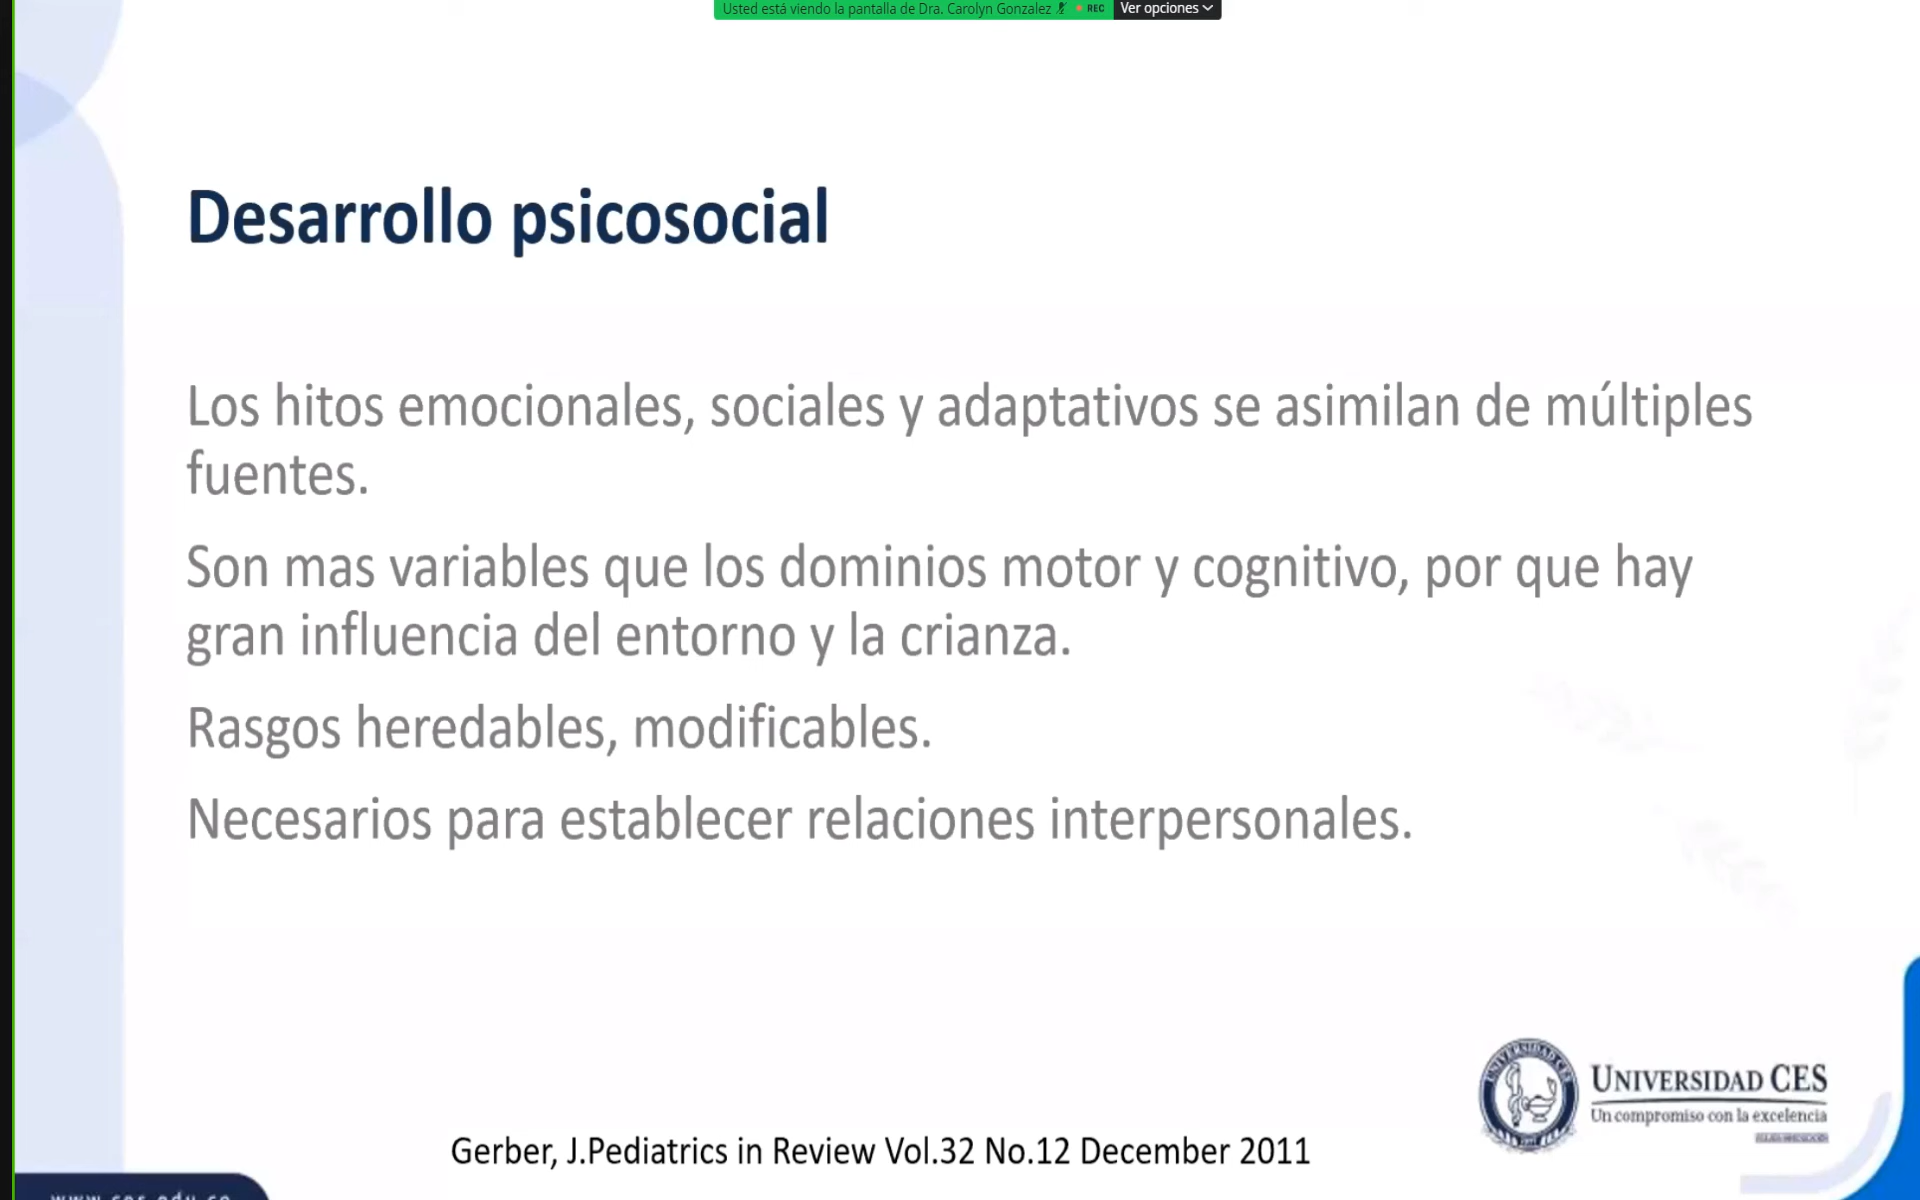 Usted está viendo la pantalla de Dra. Carolyn Gonzalez REC Ver opciones
Desarrollo psicosocial
Los hitos emocionales, sociales y adaptativos se asimilan de múltiples
fuentes.
Son mas variables que los dominios motor y cognitivo, por que hay
gran influencia del entorno y la crianza.
Rasgos heredables, modificables.
Necesarios para establecer relaciones interpersonales.
UNIVERSIDAD CES
Un compromiso con la excelencia
Gerber, J.Pediatrics in Review Vol.32 No.12 December 2011